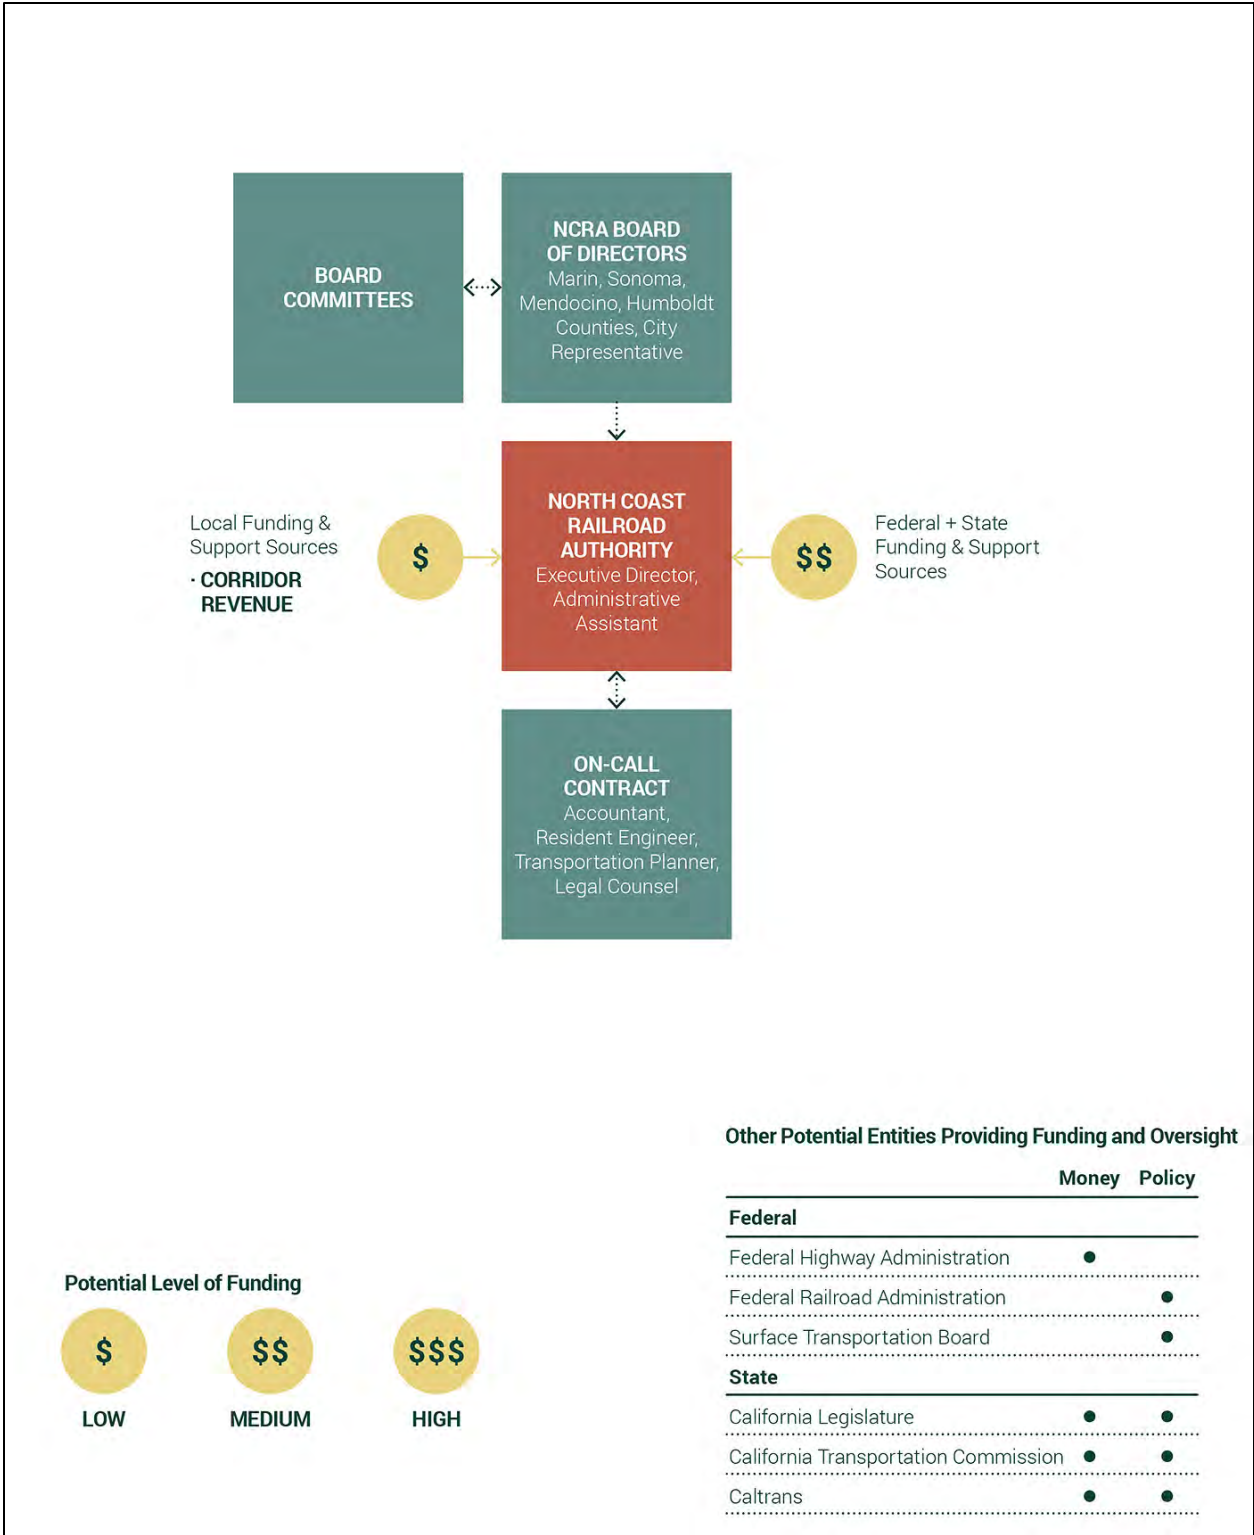 BOARD
COMMITTEES
NCRA BOARD
OF DIRECTORS
Marin, Sonoma,
Mendocino, Humboldt
Counties, City
Representative
Local Funding &
Support Sources
· CORRIDOR
REVENUE
$
NORTH COAST
RAILROAD
AUTHORITY
Executive Director,
Administrative
Assistant
$$
Federal + State
Funding & Support
Sources
ON-CALL
CONTRACT
Accountant,
Resident Engineer,
Transportation Planner,
Legal Counsel
Potential Level of Funding
$ $$ $$$
LOW MEDIUM HIGH
Other Potential Entities Providing Funding and Oversight
Money Policy
Federal
Federal Highway Administration ●
Federal Railroad Administration ●
Surface Transportation Board ●
State
California Legislature ● ●
California Transportation Commission ● ●
Caltrans ● ●